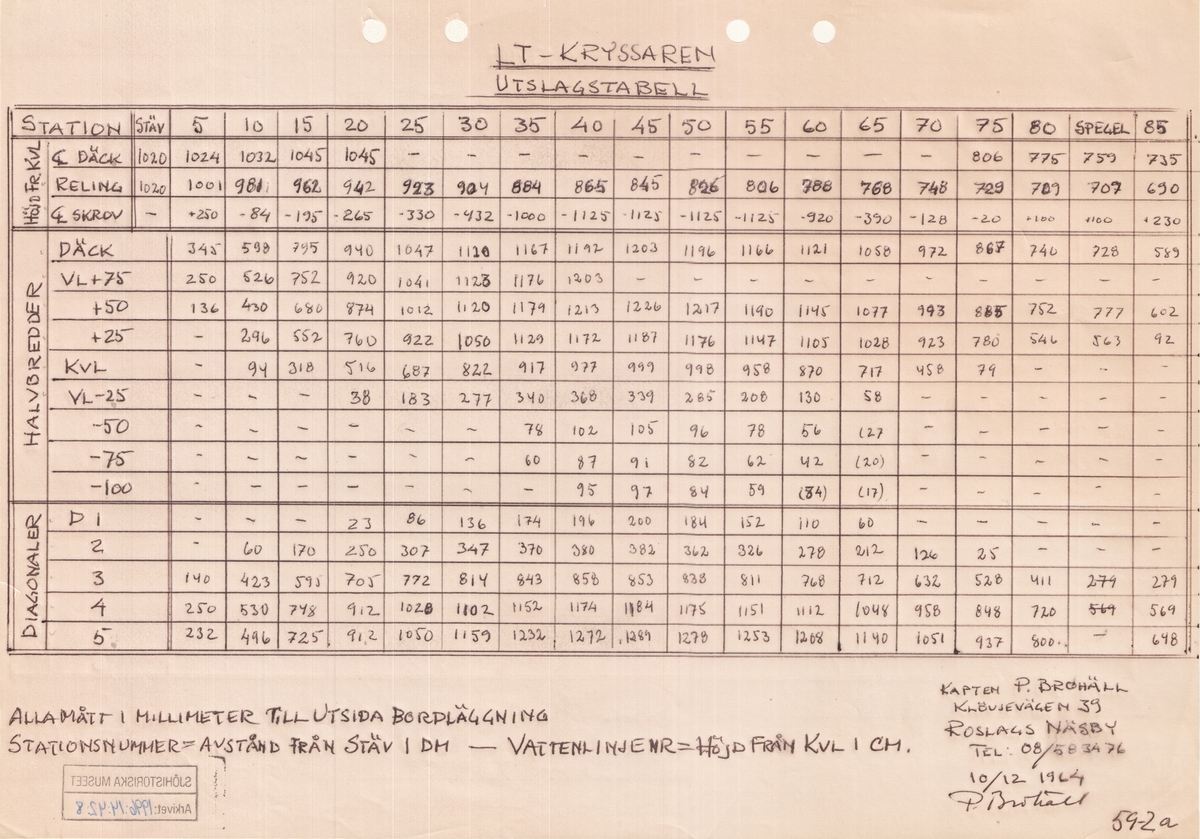 LT-KRYSSAREN
UTSLAGSTABELL
STATION STÄV 5 10 15 20 25 30 35 40 45 50 55 60 65 70 75 80 SPEGEL 85
HÖJD FR. KVL
℄ DÄCK 1020 1024 1032 1045 1045 - - - - - - - - - - 806 775 759 735
RELING 1020 1001 981 962 942 923 904 884 865 845 826 806 788 768 748 729 709 707 690
℄ SKROV - +250 -84 -195 -265 -330 -432 -1000 -1125 -1125 -1125 -1125 -920 -390 -128 -20 +100 +100 +230
HALVBREDDER
DÄCK 345 598 795 940 1047 1120 1167 1192 1203 1196 1166 1121 1058 972 867 740 728 589
VL+75 250 526 752 920 1041 1123 1176 1203 - - - - - - - - - -
+50 136 430 680 874 1012 1120 1179 1213 1226 1217 1190 1145 1077 993 885 752 777 602
+25 - 296 552 760 922 1050 1129 1172 1187 1176 1147 1105 1028 923 780 546 563 92
KVL - 94 318 516 687 822 917 977 999 998 958 870 717 458 79 - - -
VL-25 - - - 38 183 277 340 368 339 285 208 130 58 - - - - -
-50 - - - - - - 78 102 105 96 78 56 (27 - - - - -
-75 - - - - - - 60 87 91 82 62 42 (20) - - - - -
-100 - - - - - - - 95 97 84 59 (34) (17) - - - - -
DIAGONALER
D 1 - - - 23 86 136 174 196 200 184 152 110 60 - - - - -
2 - 60 170 250 307 347 370 380 382 362 326 278 212 126 25 - - -
3 140 423 595 705 772 814 843 858 853 838 811 768 712 632 528 411 279 279
4 250 530 748 912 1028 1102 1152 1174 1184 1175 1151 1112 1048 958 848 720 569 569
5 232 496 725 912 1050 1159 1232 1272 1289 1278 1253 1208 1140 1051 937 800 - 648
ALLA MÅTT I MILLIMETER TILL UTSIDA BORDLÄGGNING
STATIONSNUMMER = AVSTÅND FRÅN STÄV I DM — VATTENLINJENR = HÖJD FRÅN KVL I CM.
KAPTEN P. BROHÄLL
39
ROSLAGS NÄSBY
TEL: 08/583476
10/12 1964
P. Brohäll
SJÖHISTORISKA MUSEET
Arkivet: 1996:14:428
59-2a